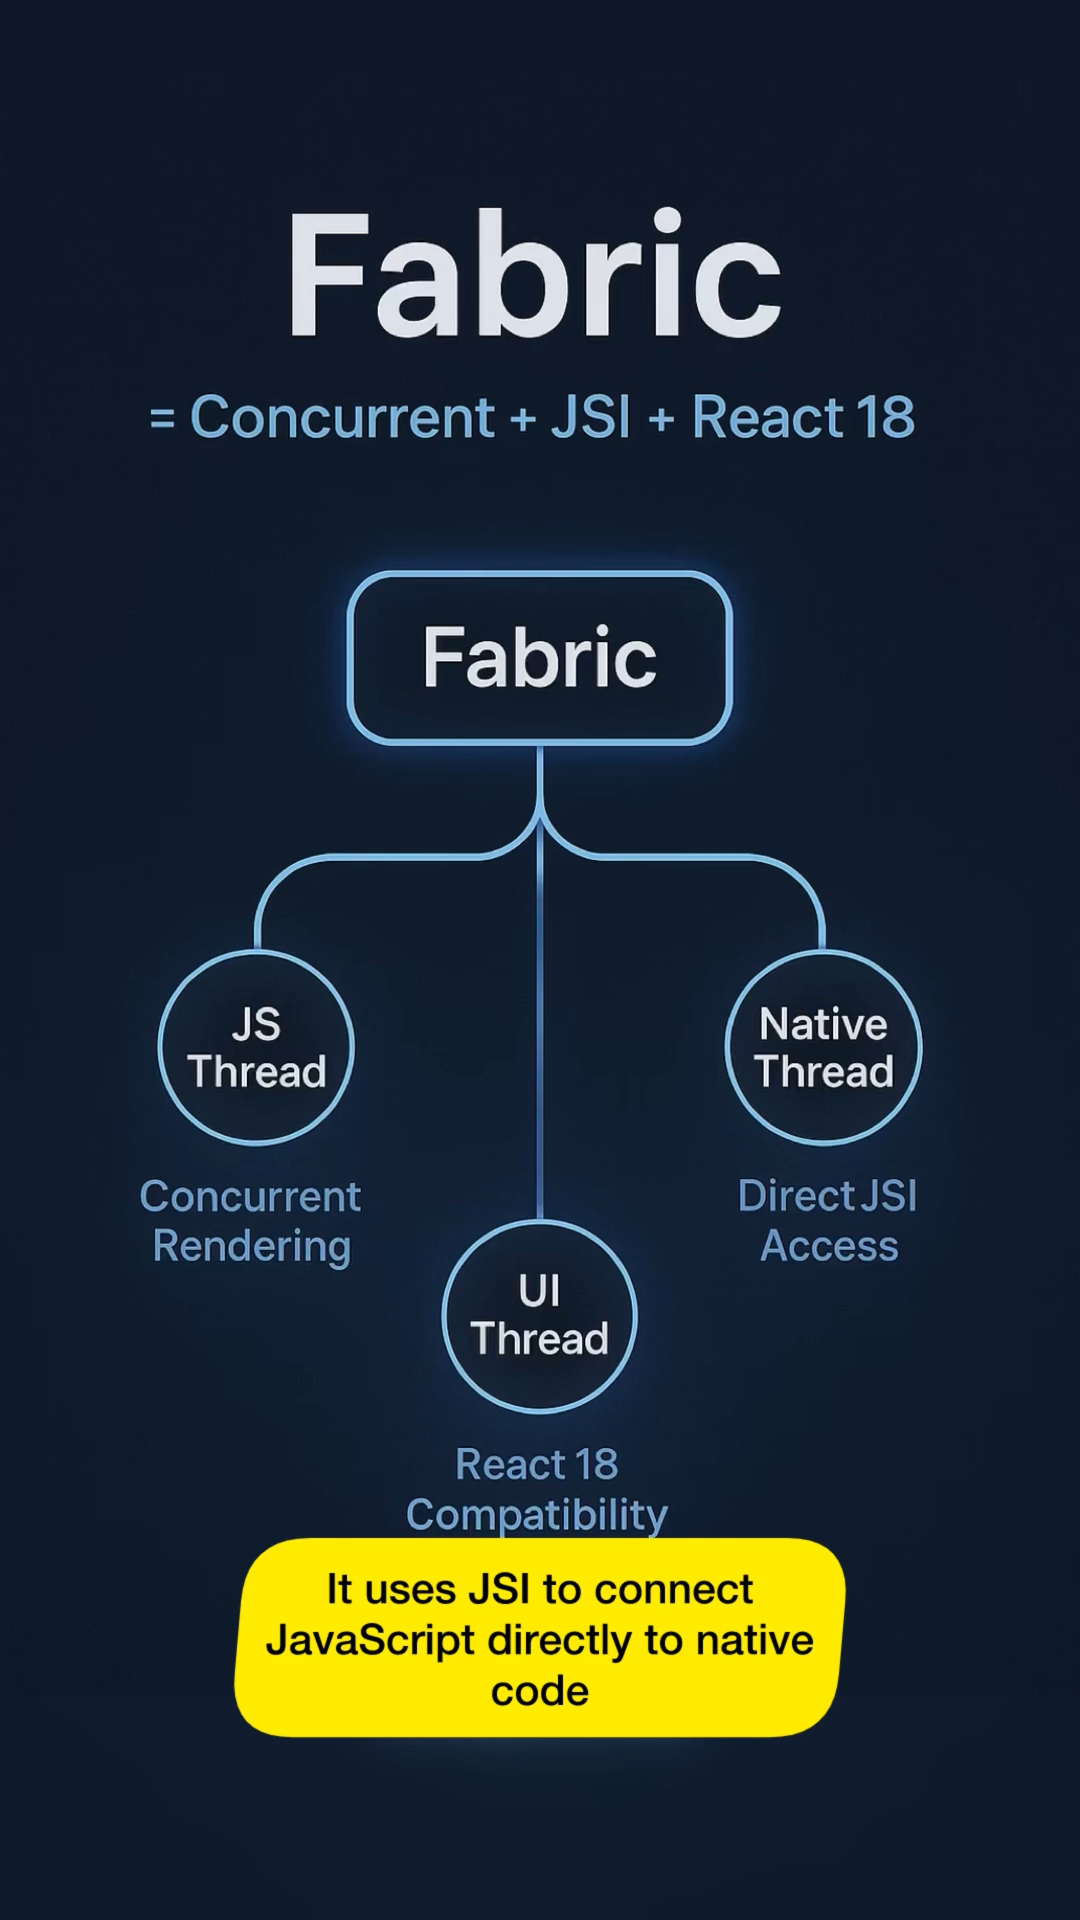 Fabric
= Concurrent + JSI + React 18
Fabric
JS
Thread
Concurrent
Rendering
Native
Thread
Direct JSI
Access
UI
Thread
React 18
Compatibility
It uses JSI to connect
JavaScript directly to native
code